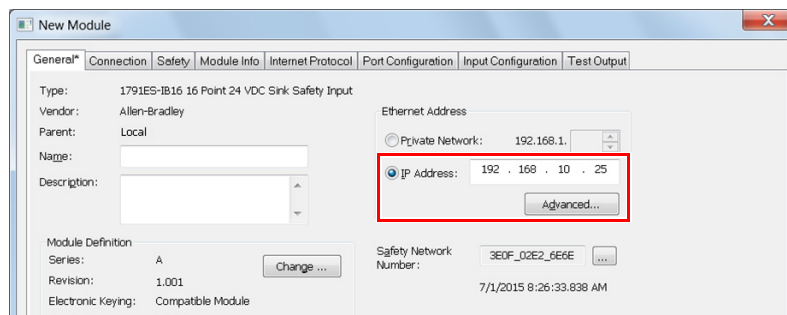 New Module
General* Connection Safety Module Info Internet Protocol Port Configuration Input Configuration Test Output
Type: 1791ES-IB16 16 Point 24 VDC Sink Safety Input
Vendor: Allen-Bradley
Parent: Local
Name:
Description:
Ethernet Address
Private Network: 192.168.1.
IP Address: 192 . 168 . 10 . 25
Advanced...
Module Definition
Series: A
Change ...
Revision: 1.001
Electronic Keying: Compatible Module
Safety Network
Number:
3E0F_02E2_6E6E
...
7/1/2015 8:26:33.838 AM